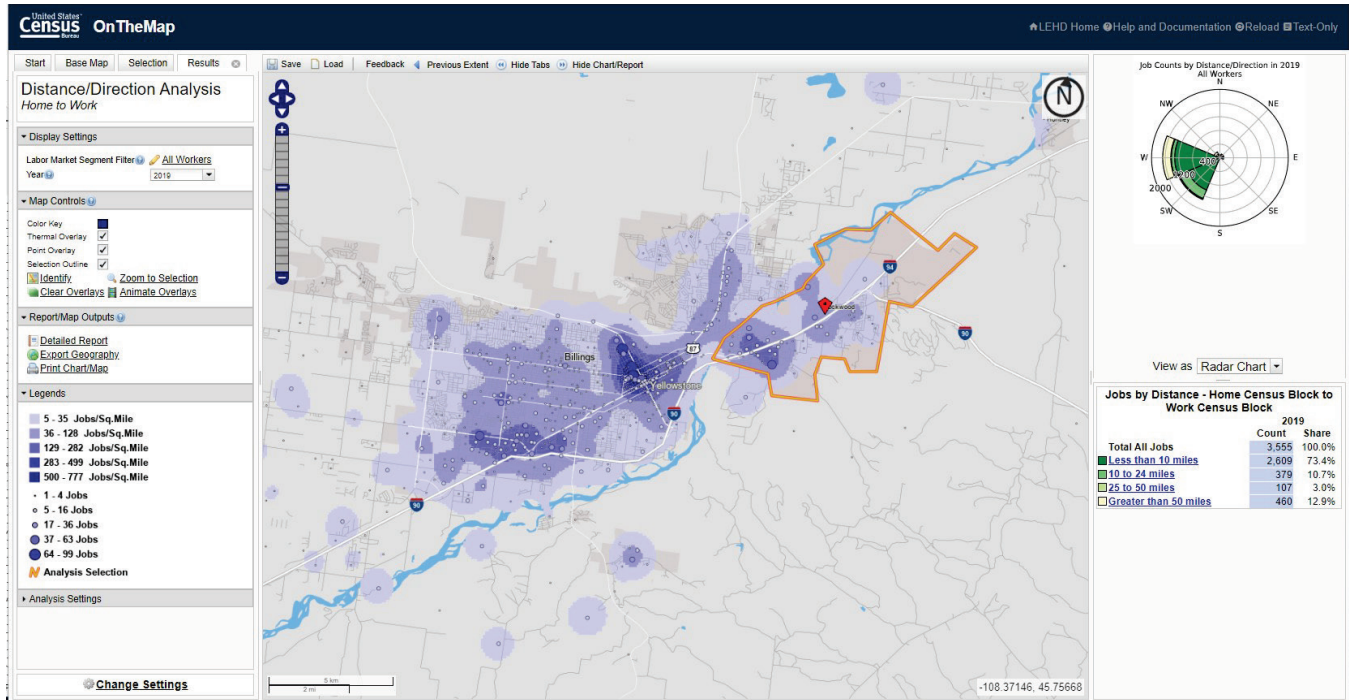 United States®
Census
Bureau
OnTheMap
LEHD Home Help and Documentation Reload Text-Only
Start Base Map Selection Results
Save Load Feedback Previous Extent Hide Tabs Hide Chart/Report
Distance/Direction Analysis
Home to Work
Display Settings
Labor Market Segment Filter All Workers
Year 2019
Map Controls
Color Key
Thermal Overlay
Point Overlay
Selection Outline
Identify Zoom to Selection
Clear Overlays Animate Overlays
Report/Map Outputs
Detailed Report
Export Geography
Print Chart/Map
Legends
5 - 35 Jobs/Sq.Mile
36 - 128 Jobs/Sq.Mile
129 - 282 Jobs/Sq.Mile
283 - 499 Jobs/Sq.Mile
500 - 777 Jobs/Sq.Mile
1 - 4 Jobs
5 - 16 Jobs
17 - 36 Jobs
37 - 63 Jobs
64 - 99 Jobs
Analysis Selection
Analysis Settings
Change Settings
N
94
90
87
Billings
Yellowstone
90
90
5 km
2 mi
-108.37146, 45.75668
Job Counts by Distance/Direction in 2019
All Workers
N
NW NE
W E
400
1200
2000
SW SE
S
View as Radar Chart
Jobs by Distance - Home Census Block to
Work Census Block
2019
Count Share
Total All Jobs 3,555 100.0%
Less than 10 miles 2,609 73.4%
10 to 24 miles 379 10.7%
25 to 50 miles 107 3.0%
Greater than 50 miles 460 12.9%